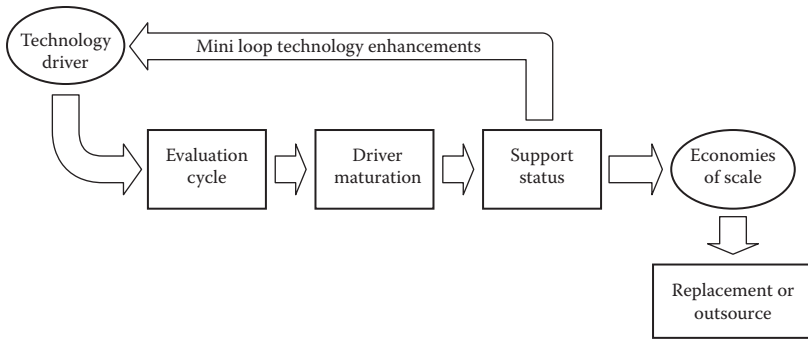 Technology
driver
Mini loop technology enhancements
Evaluation
cycle
Driver
maturation
Support
status
Economies
of scale
Replacement or
outsource